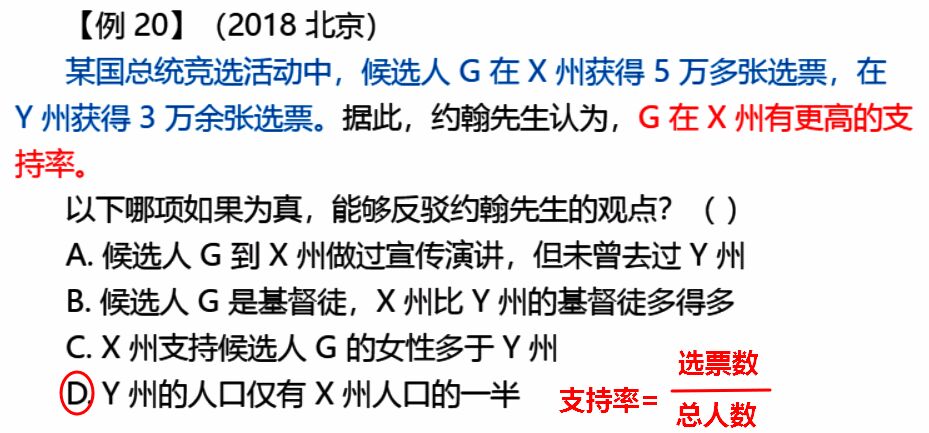 【例 20】（2018 北京）
某国总统竞选活动中，候选人 G 在 X 州获得 5 万多张选票，在
Y 州获得 3 万余张选票。据此，约翰先生认为，G 在 X 州有更高的支
持率。
以下哪项如果为真，能够反驳约翰先生的观点？（ ）
A. 候选人 G 到 X 州做过宣传演讲，但未曾去过 Y 州
B. 候选人 G 是基督徒，X 州比 Y 州的基督徒多得多
C. X 州支持候选人 G 的女性多于 Y 州
D. Y 州的人口仅有 X 州人口的一半
支持率=
选票数
总人数